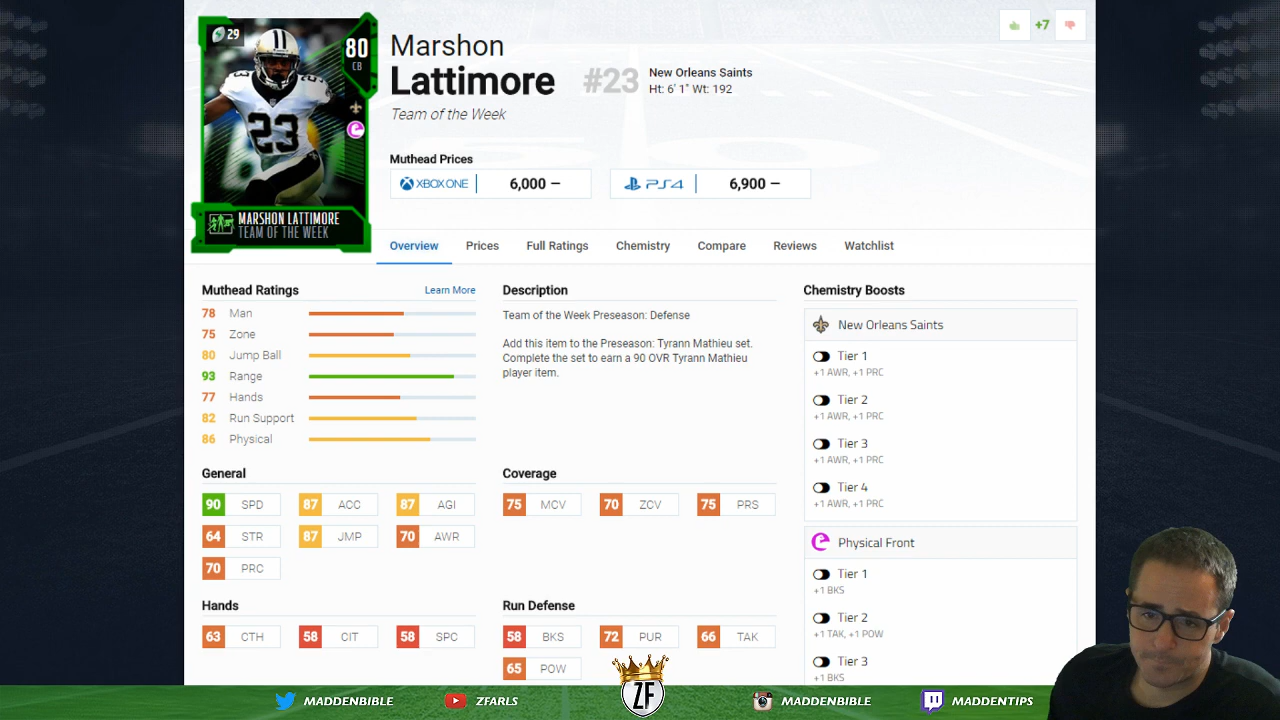 29
80
CB
23
MARSHON LATTIMORE
TEAM OF THE WEEK
Marshon
Lattimore
#23
New Orleans Saints
Ht: 6' 1" Wt: 192
Team of the Week
+7
Muthead Prices
XBOX ONE 6,000 —
PS4 6,900 —
Overview Prices Full Ratings Chemistry Compare Reviews Watchlist
Muthead Ratings Learn More
78 Man
75 Zone
80 Jump Ball
93 Range
77 Hands
82 Run Support
86 Physical
Description
Team of the Week Preseason: Defense
Add this item to the Preseason: Tyrann Mathieu set.
Complete the set to earn a 90 OVR Tyrann Mathieu
player item.
Chemistry Boosts
New Orleans Saints
Tier 1
+1 AWR, +1 PRC
Tier 2
+1 AWR, +1 PRC
Tier 3
+1 AWR, +1 PRC
Tier 4
+1 AWR, +1 PRC
Physical Front
Tier 1
+1 BKS
Tier 2
+1 TAK, +1 POW
Tier 3
+1 BKS
General
90 SPD 87 ACC 87 AGI
64 STR 87 JMP 70 AWR
70 PRC
Coverage
75 MCV 70 ZCV 75 PRS
Hands
63 CTH 58 CIT 58 SPC
Run Defense
58 BKS 72 PUR 66 TAK
65 POW
MADDENBIBLE ZFARLS ZF MADDENBIBLE MADDENTIPS